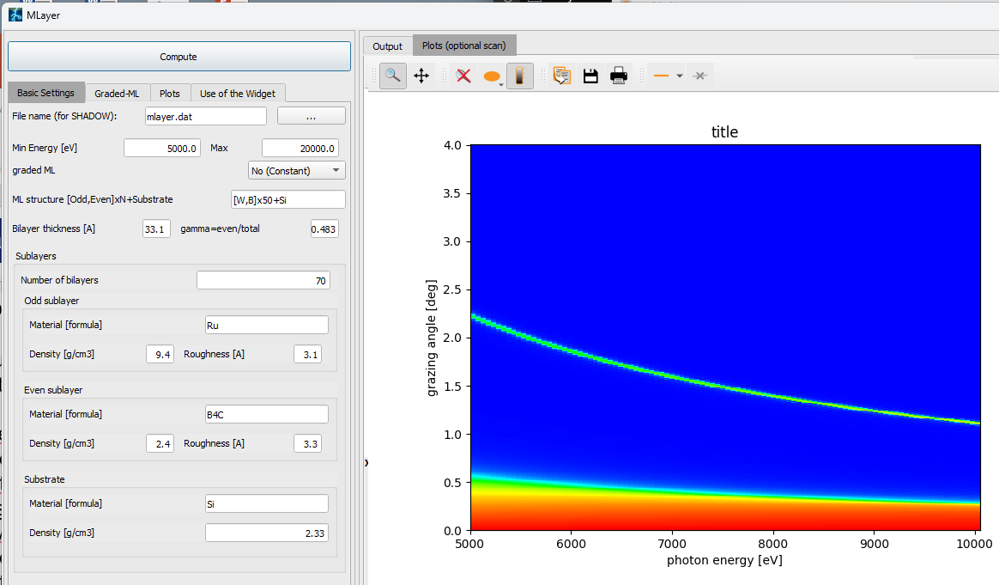 MLayer
Compute
Output Plots (optional scan)
Basic Settings Graded-ML Plots Use of the Widget
File name (for SHADOW): mlayer.dat ...
Min Energy [eV] 5000.0 Max 20000.0
graded ML No (Constant)
ML structure [Odd,Even]xN+Substrate [W,B]x50+Si
Bilayer thickness [A] 33.1 gamma=even/total 0.483
Sublayers
Number of bilayers 70
Odd sublayer
Material [formula] Ru
Density [g/cm3] 9.4 Roughness [A] 3.1
Even sublayer
Material [formula] B4C
Density [g/cm3] 2.4 Roughness [A] 3.3
Substrate
Material [formula] Si
Density [g/cm3] 2.33
title
4.0
3.5
3.0
2.5
2.0
1.5
1.0
0.5
0.0
grazing angle [deg]
5000 6000 7000 8000 9000 10000
photon energy [eV]